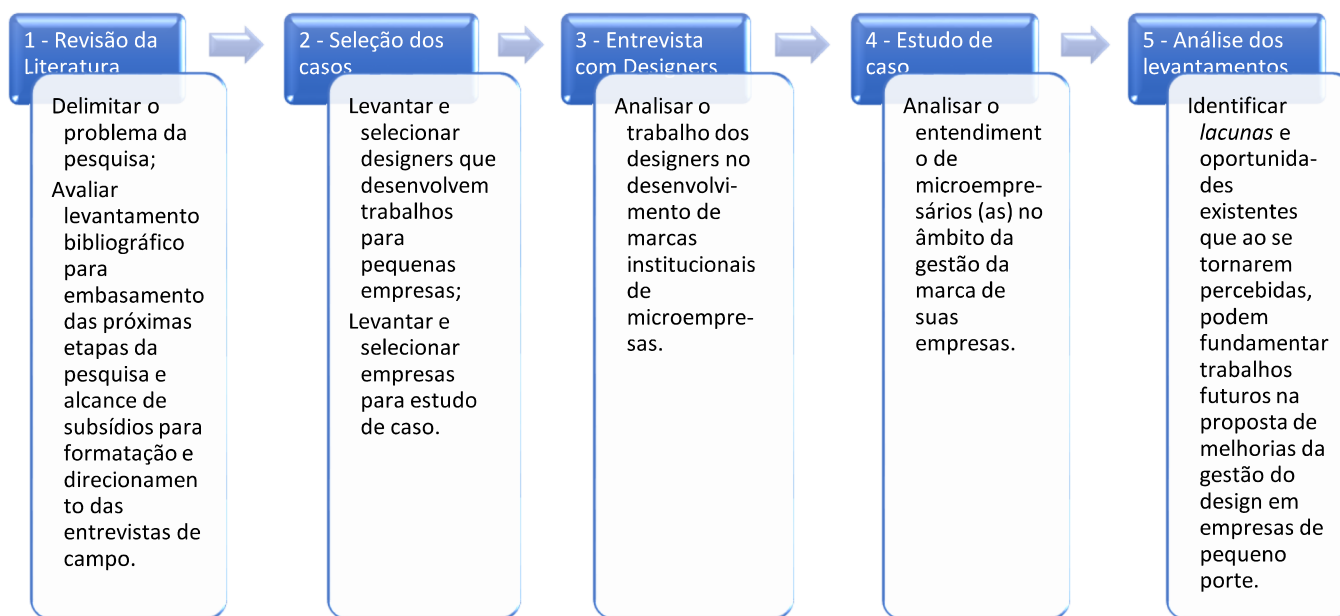 1 - Revisão da
Literatura
Delimitar o
problema da
pesquisa;
Avaliar
levantamento
bibliográfico
para
embasamento
das próximas
etapas da
pesquisa e
alcance de
subsídios para
formatação e
direcionamen
to das
entrevistas de
campo.
2 - Seleção dos
casos
Levantar e
selecionar
designers que
desenvolvem
trabalhos
para
pequenas
empresas;
Levantar e
selecionar
empresas
para estudo
de caso.
3 - Entrevista
com Designers
Analisar o
trabalho dos
designers no
desenvolvi-
mento de
marcas
institucionais
de
microempre-
sas.
4 - Estudo de
caso
Analisar o
entendiment
o de
microempre-
sários (as) no
âmbito da
gestão da
marca de
suas
empresas.
5 - Análise dos
levantamentos
Identificar
lacunas e
oportunida-
des
existentes
que ao se
tornarem
percebidas,
podem
fundamentar
trabalhos
futuros na
proposta de
melhorias da
gestão do
design em
empresas de
pequeno
porte.